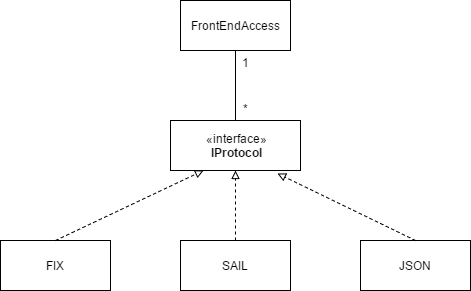 FrontEndAccess
1
*
«interface»
IProtocol
FIX
SAIL
JSON